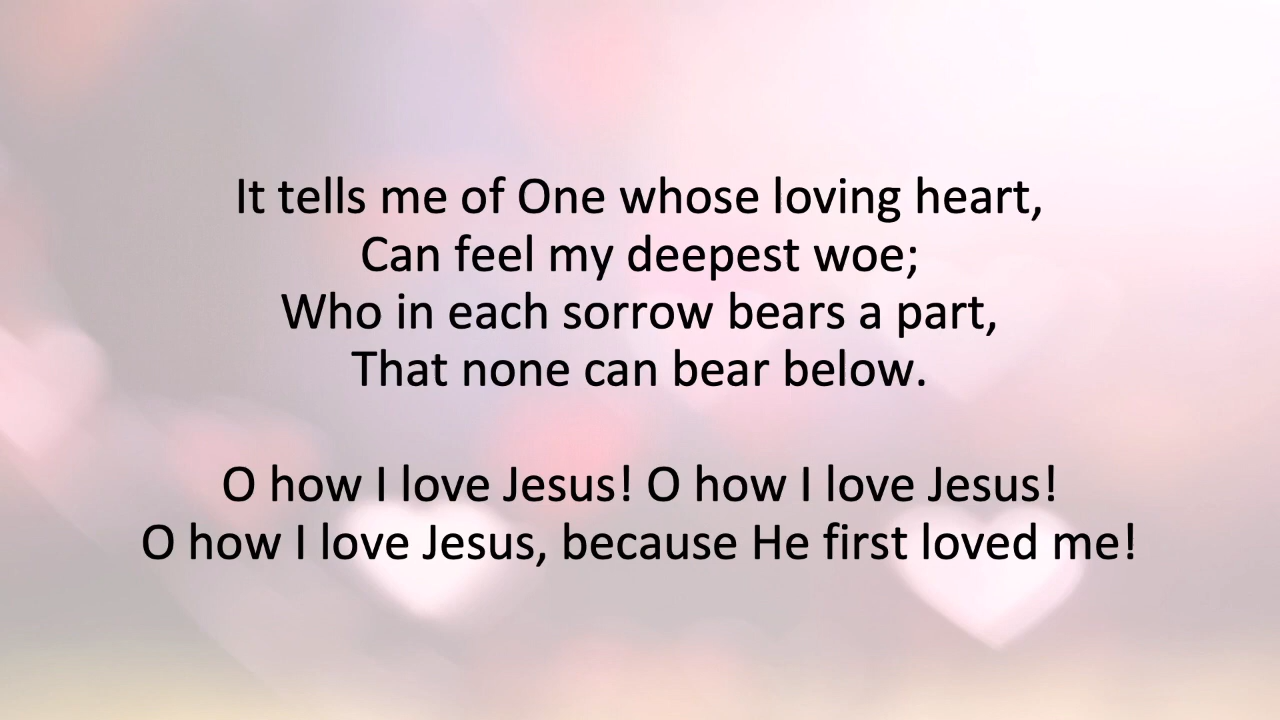 It tells me of One whose loving heart,
Can feel my deepest woe;
Who in each sorrow bears a part,
That none can bear below.
O how I love Jesus! O how I love Jesus!
O how I love Jesus, because He first loved me!